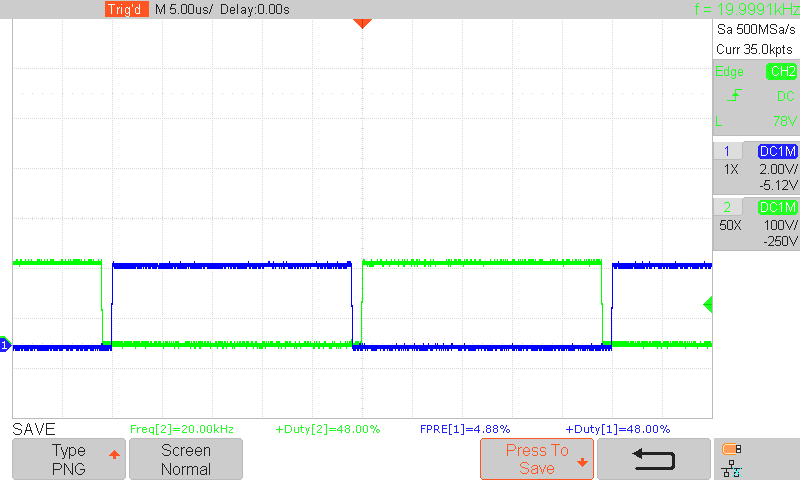 Trig'd M 5.00us/ Delay:0.00s f = 19.9991kHz
Sa 500MSa/s
Curr 35.0kpts
Edge CH2
DC
L 78V
1 DC1M
1X 2.00V/
-5.12V
2 DC1M
50X 100V/
-250V
1
SAVE Freq[2]=20.00kHz +Duty[2]=48.00% FPRE[1]=4.88% +Duty[1]=48.00%
Type
PNG
Screen
Normal
Press To
Save